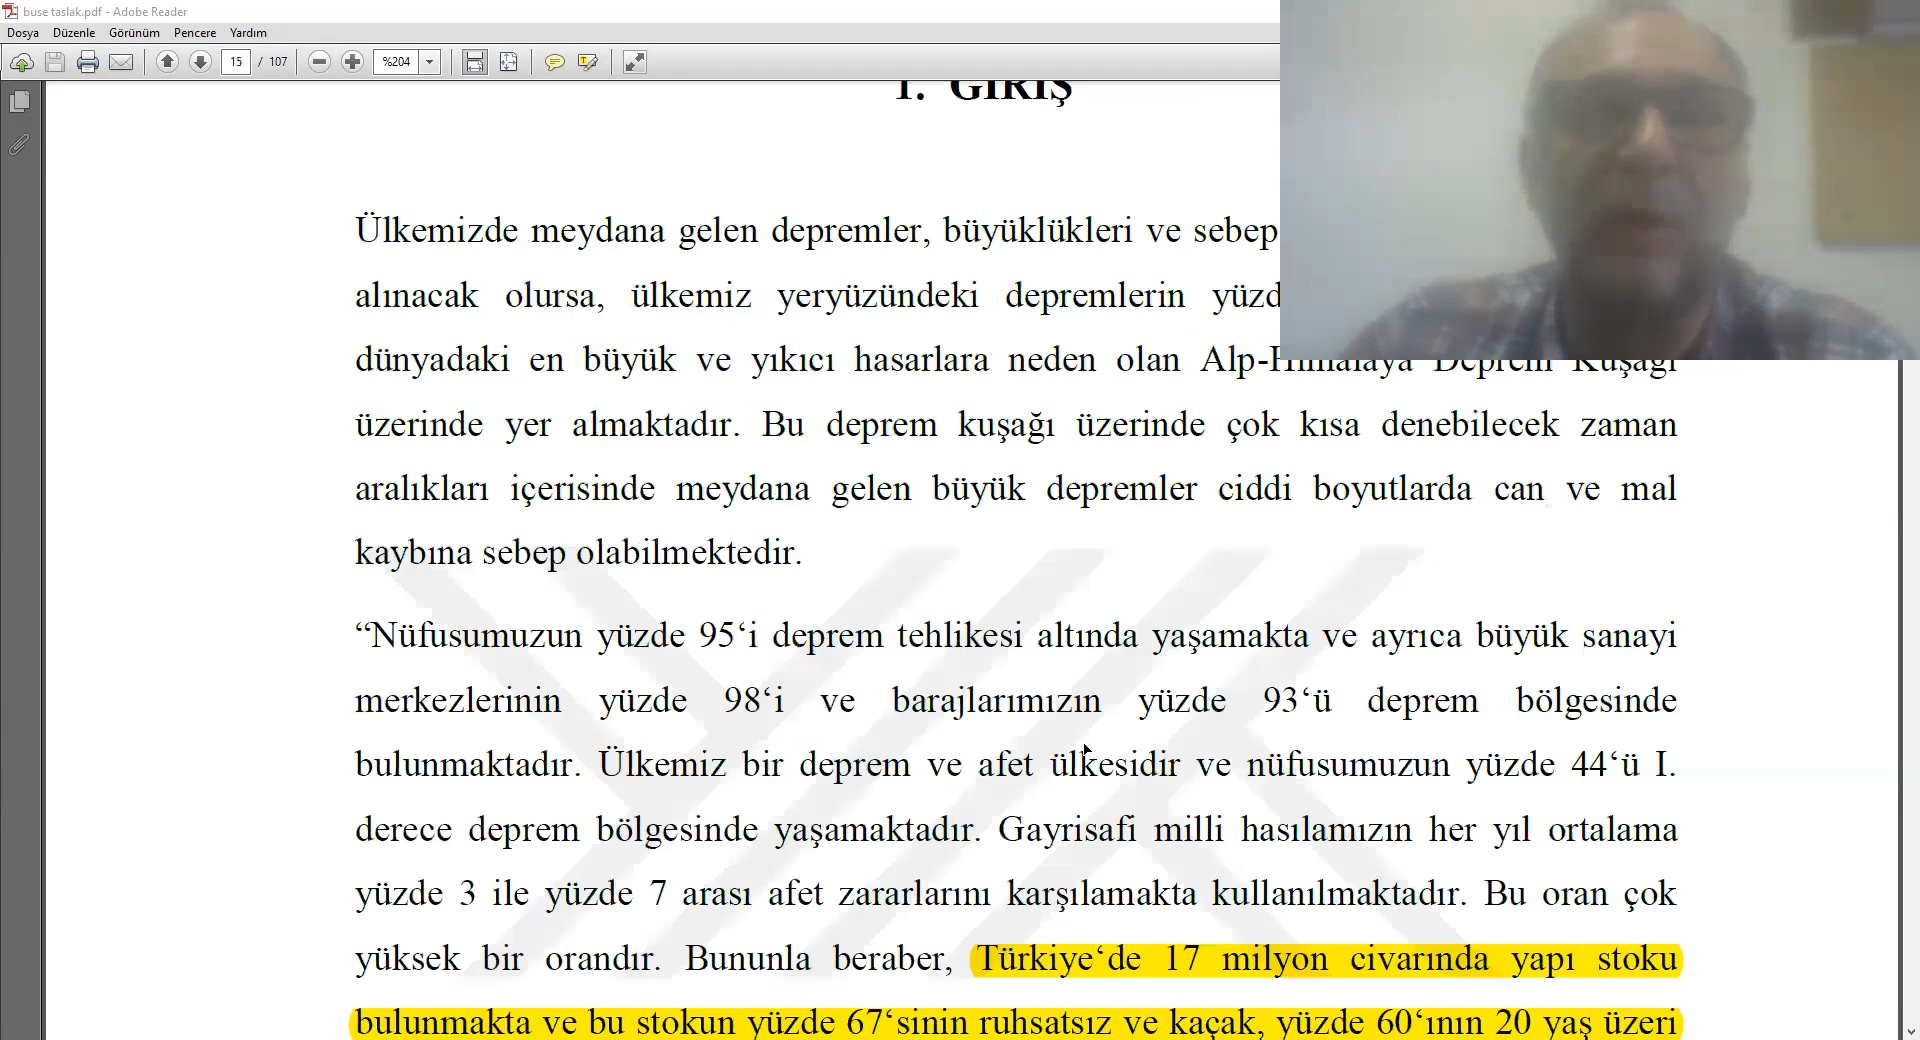 buse taslak.pdf - Adobe Reader
Dosya Düzenle Görünüm Pencere Yardım
15 / 107 %204
1. GİRİŞ
Ülkemizde meydana gelen depremler, büyüklükleri ve sebep
alınacak olursa, ülkemiz yeryüzündeki depremlerin yüzd
dünyadaki en büyük ve yıkıcı hasarlara neden olan Alp-Himalaya Deprem Kuşağı
üzerinde yer almaktadır. Bu deprem kuşağı üzerinde çok kısa denebilecek zaman
aralıkları içerisinde meydana gelen büyük depremler ciddi boyutlarda can ve mal
kaybına sebep olabilmektedir.
“Nüfusumuzun yüzde 95‘i deprem tehlikesi altında yaşamakta ve ayrıca büyük sanayi
merkezlerinin yüzde 98‘i ve barajlarımızın yüzde 93‘ü deprem bölgesinde
bulunmaktadır. Ülkemiz bir deprem ve afet ülkesidir ve nüfusumuzun yüzde 44‘ü I.
derece deprem bölgesinde yaşamaktadır. Gayrisafi milli hasılamızın her yıl ortalama
yüzde 3 ile yüzde 7 arası afet zararlarını karşılamakta kullanılmaktadır. Bu oran çok
yüksek bir orandır. Bununla beraber, Türkiye‘de 17 milyon civarında yapı stoku
bulunmakta ve bu stokun yüzde 67‘sinin ruhsatsız ve kaçak, yüzde 60‘ının 20 yaş üzeri